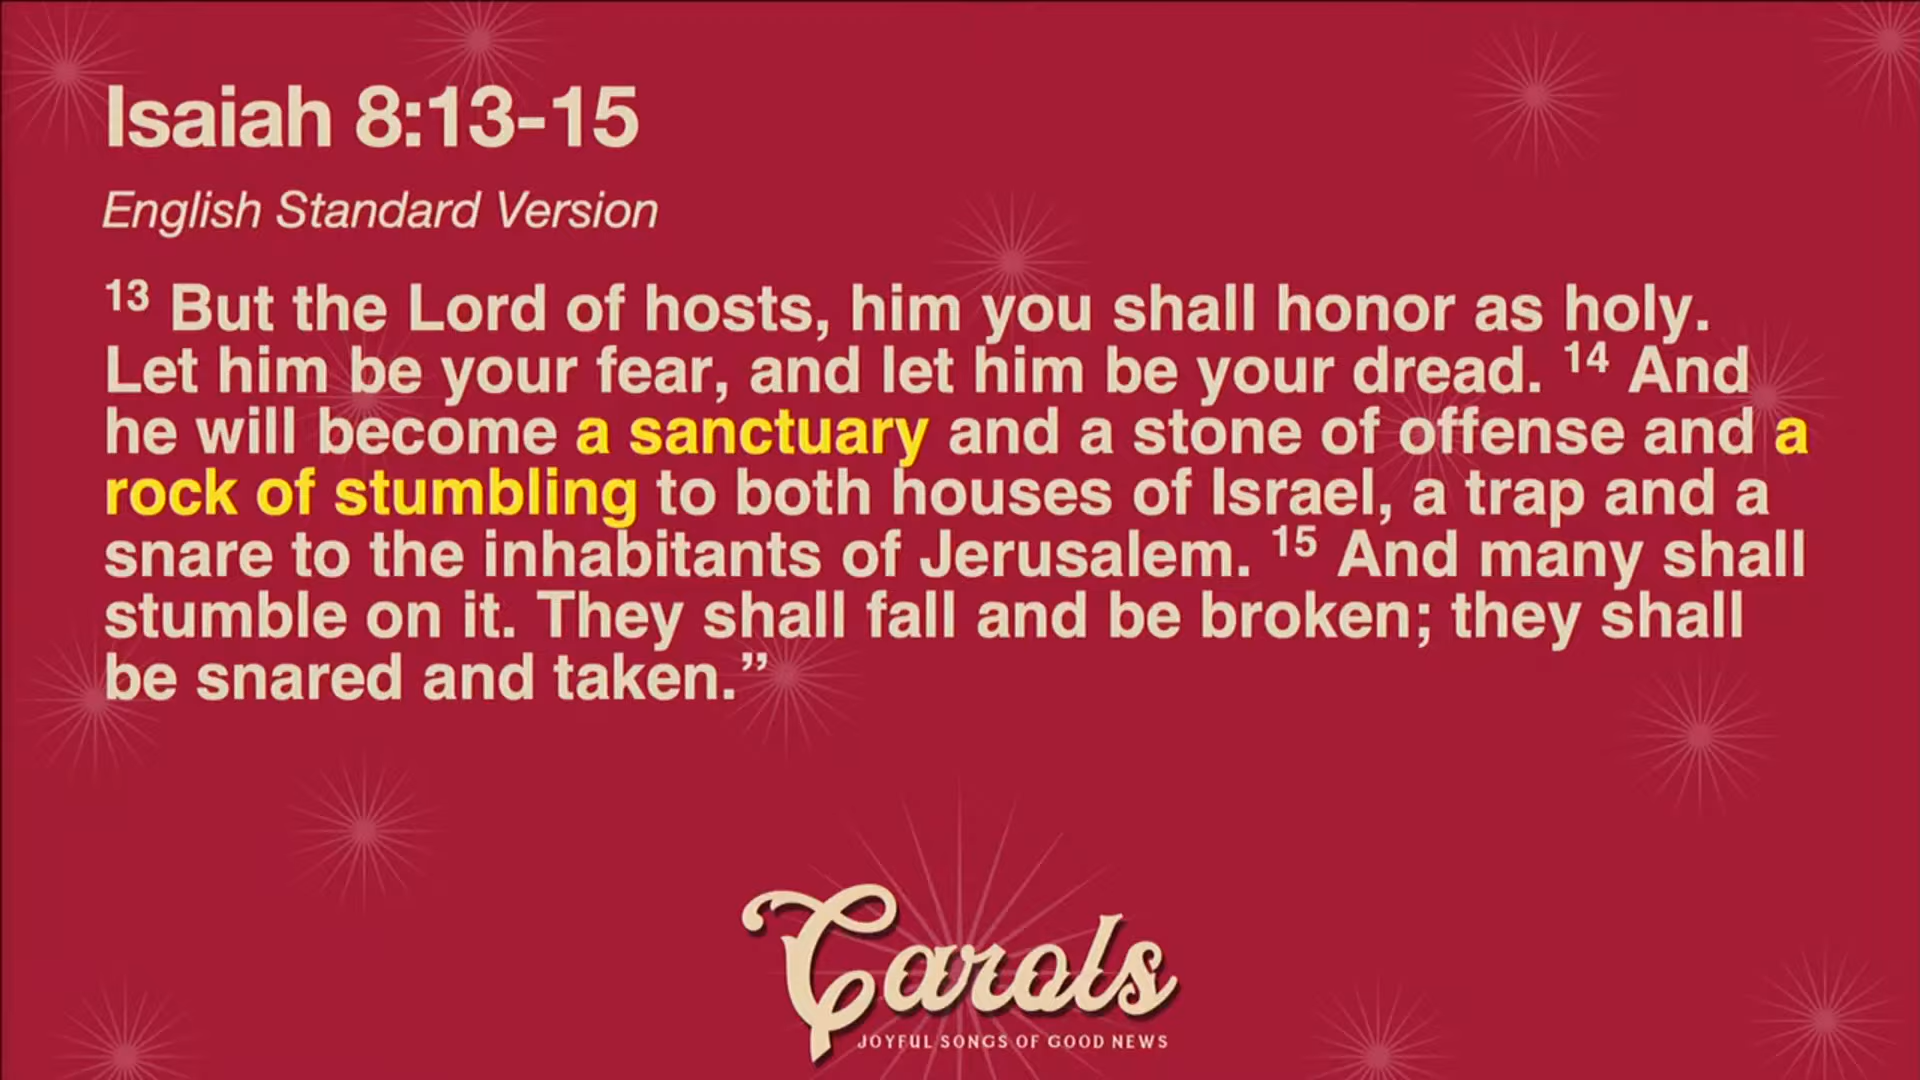 Isaiah 8:13-15
English Standard Version
13 But the Lord of hosts, him you shall honor as holy.
Let him be your fear, and let him be your dread. 14 And
he will become a sanctuary and a stone of offense and a
rock of stumbling to both houses of Israel, a trap and a
snare to the inhabitants of Jerusalem. 15 And many shall
stumble on it. They shall fall and be broken; they shall
be snared and taken.”
Carols
JOYFUL SONGS OF GOOD NEWS